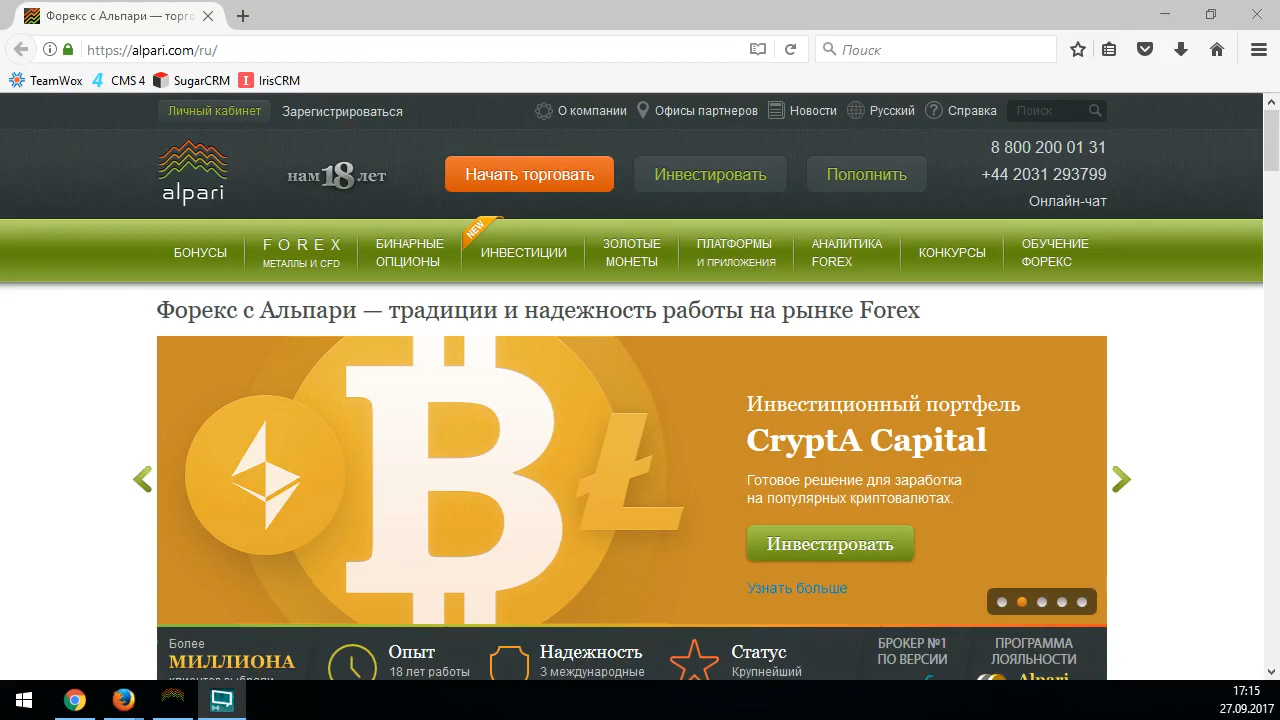 Форекс с Альпари — торго
https://alpari.com/ru/
Поиск
TeamWox CMS 4 SugarCRM IrisCRM
Личный кабинет Зарегистрироваться О компании Офисы партнеров Новости Русский Справка Поиск
alpari
нам 18 лет
Начать торговать Инвестировать Пополнить
8 800 200 01 31
+44 2031 293799
Онлайн-чат
БОНУСЫ
FOREX
МЕТАЛЛЫ И CFD
БИНАРНЫЕ
ОПЦИОНЫ
NEW
ИНВЕСТИЦИИ
ЗОЛОТЫЕ
МОНЕТЫ
ПЛАТФОРМЫ
И ПРИЛОЖЕНИЯ
АНАЛИТИКА
FOREX
КОНКУРСЫ
ОБУЧЕНИЕ
ФОРЕКС
Форекс с Альпари — традиции и надежность работы на рынке Forex
Инвестиционный портфель
CryptA Capital
Готовое решение для заработка
на популярных криптовалютах.
Инвестировать
Узнать больше
Более
МИЛЛИОНА
клиентов выбрали
Опыт
18 лет работы
Надежность
3 международные
Статус
Крупнейший
БРОКЕР №1
ПО ВЕРСИИ
ПРОГРАММА
ЛОЯЛЬНОСТИ
Alpari
17:15
27.09.2017